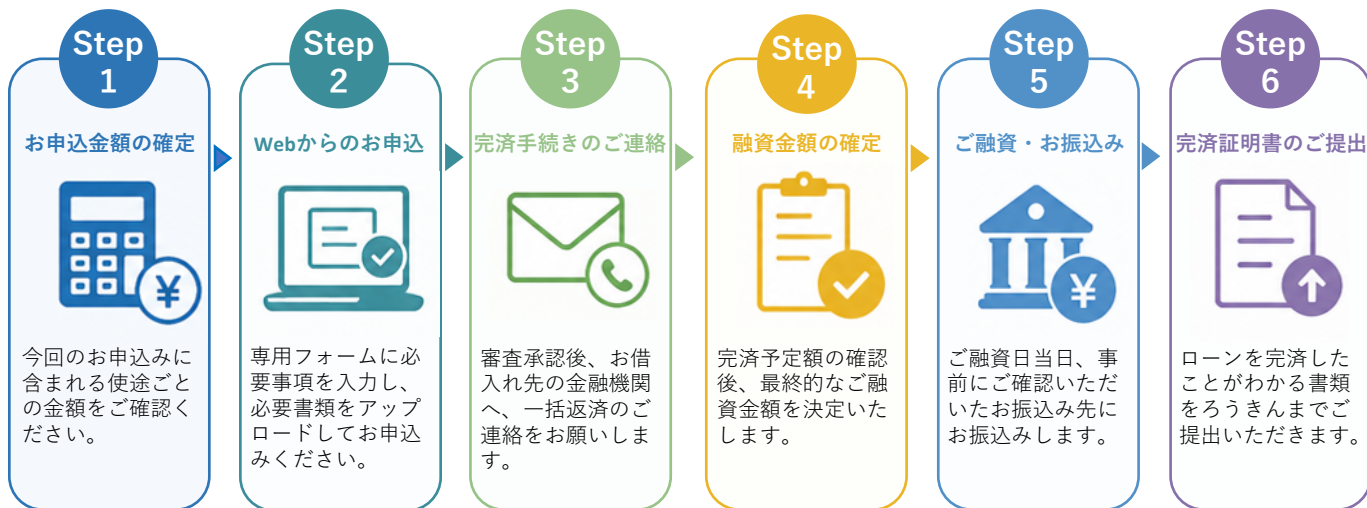 Step
1
お申込金額の確定
¥
今回のお申込みに
含まれる使途ごと
の金額をご確認く
ださい。
Step
2
Webからのお申込
専用フォームに必
要事項を入力し、
必要書類をアップ
ロードしてお申込
みください。
Step
3
完済手続きのご連絡
審査承認後、お借
入れ先の金融機関
へ、一括返済のご
連絡をお願いしま
す。
Step
4
融資金額の確定
完済予定額の確認
後、最終的なご融
資金額を決定いた
します。
Step
5
ご融資・お振込み
¥
ご融資日当日、事
前にご確認いただ
いたお振込み先に
お振込みします。
Step
6
完済証明書のご提出
ローンを完済した
ことがわかる書類
をろうきんまでご
提出いただきます。